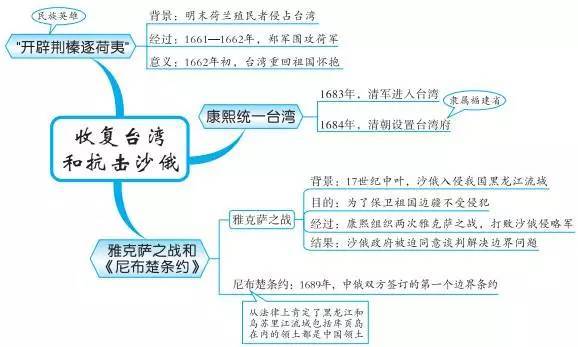 民族英雄
"开辟荆榛逐荷夷"
背景：明末荷兰殖民者侵占台湾
经过：1661—1662年，郑军围攻荷军
意义：1662年初，台湾重回祖国怀抱
收复台湾
和抗击沙俄
康熙统一台湾
1683年，清军进入台湾
1684年，清朝设置台湾府
隶属福建省
雅克萨之战和
《尼布楚条约》
雅克萨之战
背景：17世纪中叶，沙俄入侵我国黑龙江流域
目的：为了保卫祖国边疆不受侵犯
经过：康熙组织两次雅克萨之战，打败沙俄侵略军
结果：沙俄政府被迫同意谈判解决边界问题
尼布楚条约：1689年，中俄双方签订的第一个边界条约
从法律上肯定了黑龙江和
乌苏里江流域包括库页岛
在内的领土都是中国领土